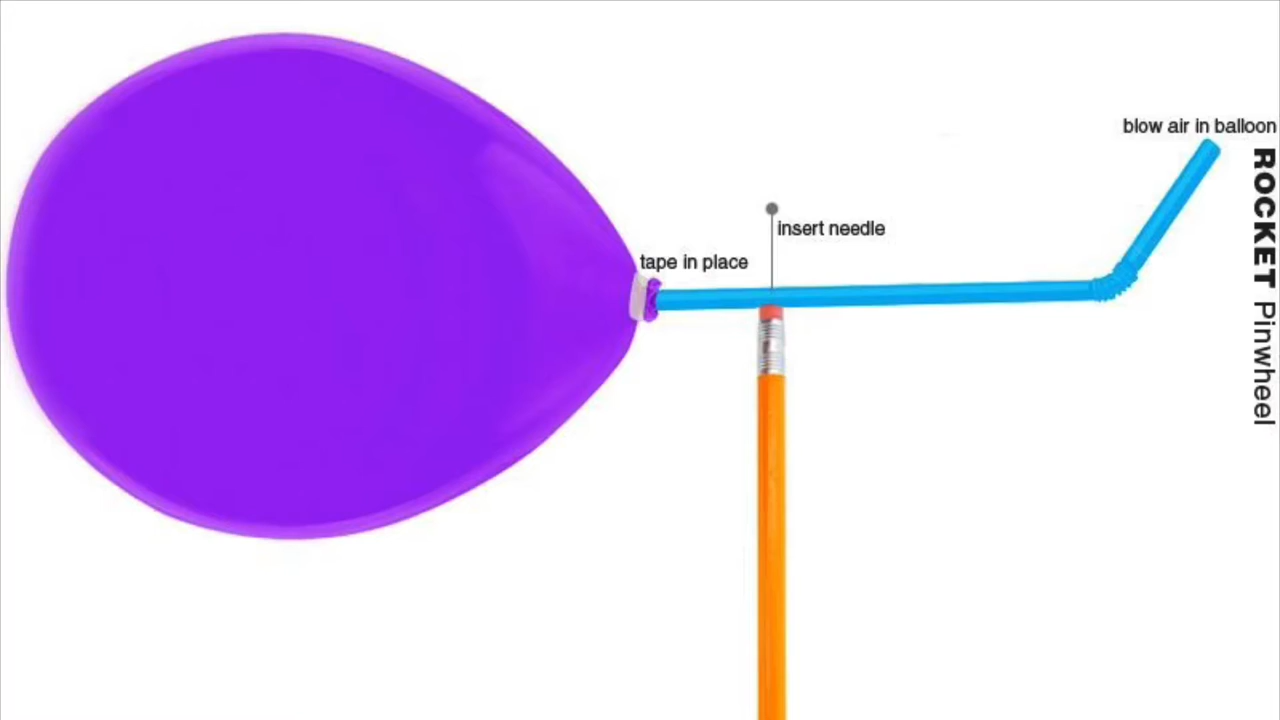 blow air in balloon
insert needle
tape in place
ROCKET Pinwheel